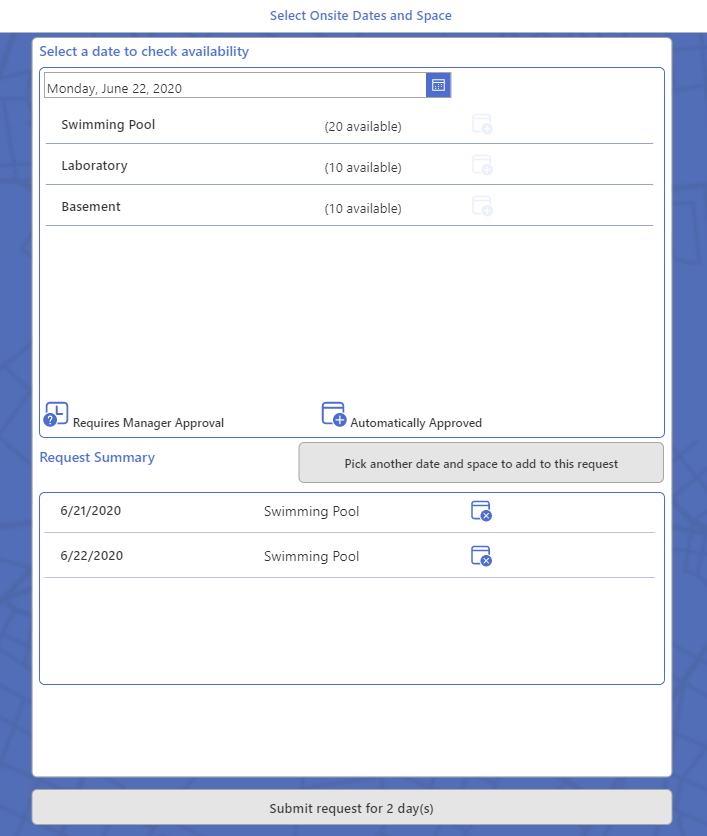 Select Onsite Dates and Space
Select a date to check availability
Monday, June 22, 2020
Swimming Pool (20 available)
Laboratory (10 available)
Basement (10 available)
? Requires Manager Approval Automatically Approved
Request Summary Pick another date and space to add to this request
6/21/2020 Swimming Pool
6/22/2020 Swimming Pool
Submit request for 2 day(s)